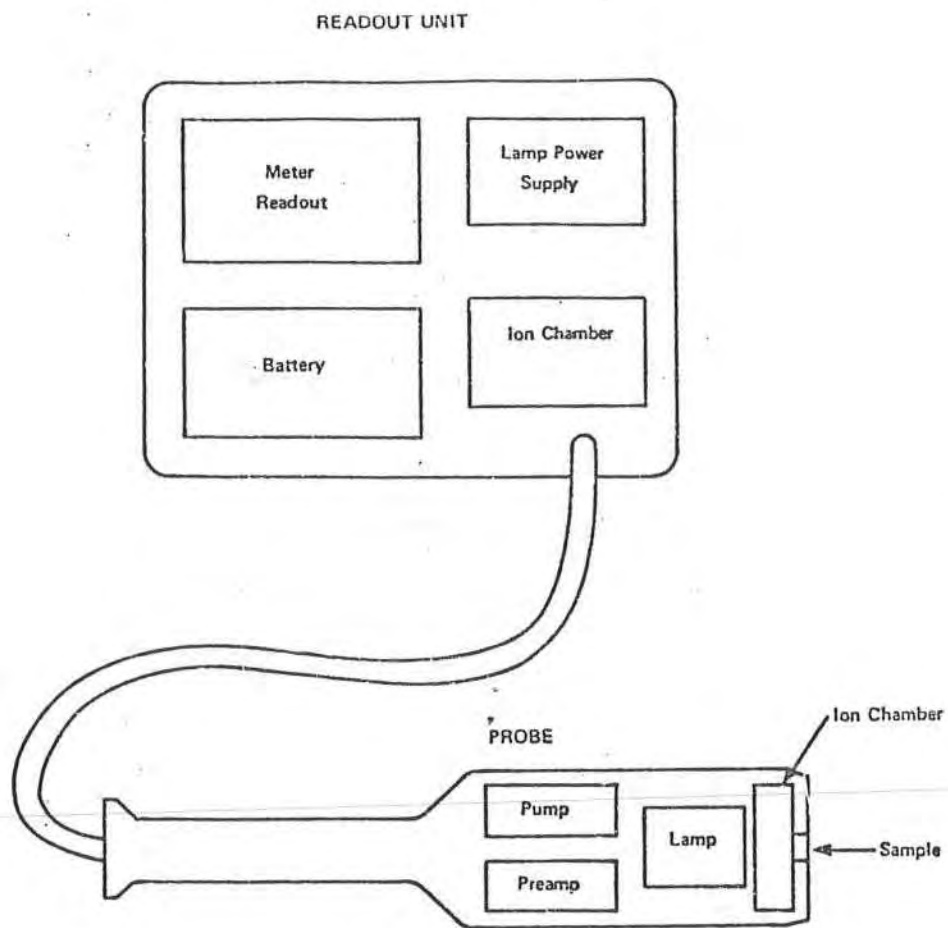 READOUT UNIT
Meter
Readout
Lamp Power
Supply
Battery
Ion Chamber
PROBE
Ion Chamber
Pump
Lamp
Sample
Preamp